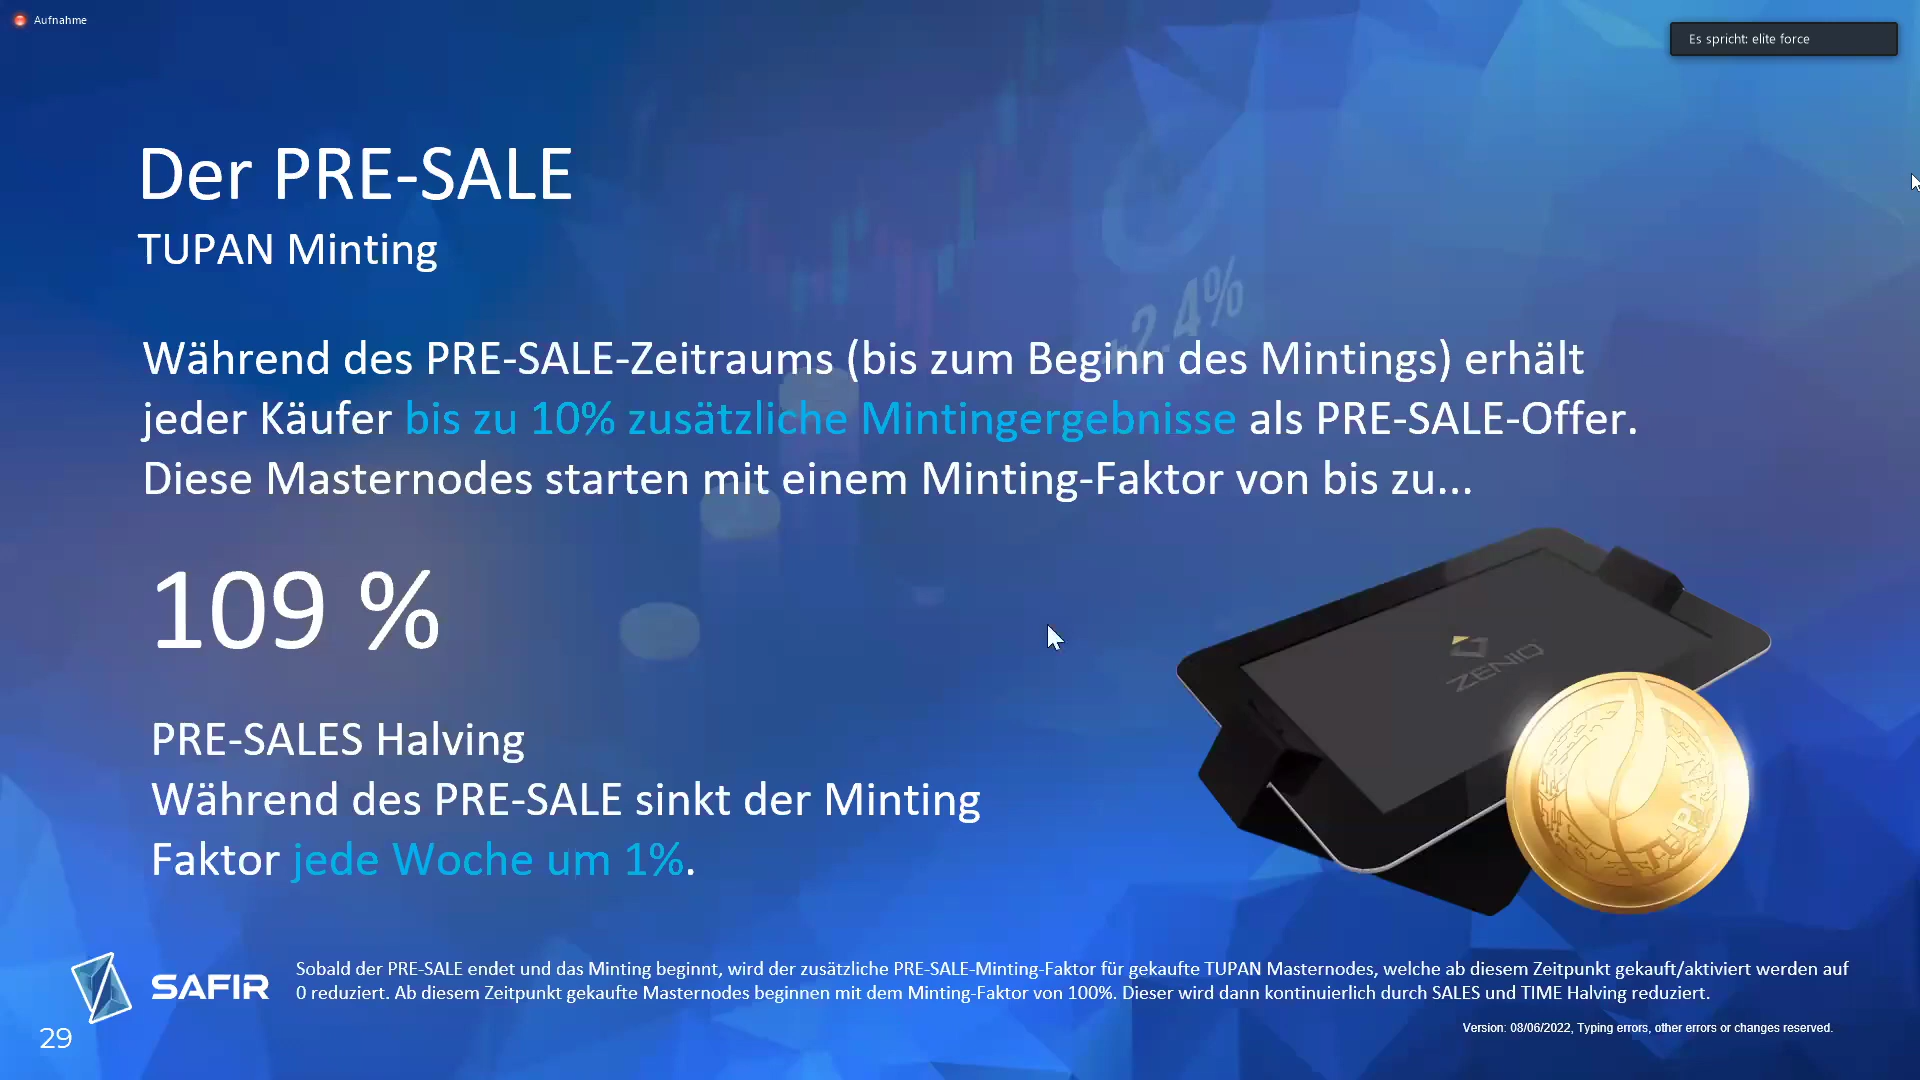 Aufnahme
Es spricht: elite force
Der PRE-SALE
TUPAN Minting
+2.4%
Während des PRE-SALE-Zeitraums (bis zum Beginn des Mintings) erhält
jeder Käufer bis zu 10% zusätzliche Mintingergebnisse als PRE-SALE-Offer.
Diese Masternodes starten mit einem Minting-Faktor von bis zu...
109 %
ZENIQ
TUPAN
PRE-SALES Halving
Während des PRE-SALE sinkt der Minting
Faktor jede Woche um 1%.
SAFIR
Sobald der PRE-SALE endet und das Minting beginnt, wird der zusätzliche PRE-SALE-Minting-Faktor für gekaufte TUPAN Masternodes, welche ab diesem Zeitpunkt gekauft/aktiviert werden auf
0 reduziert. Ab diesem Zeitpunkt gekaufte Masternodes beginnen mit dem Minting-Faktor von 100%. Dieser wird dann kontinuierlich durch SALES und TIME Halving reduziert.
29
Version: 08/06/2022, Typing errors, other errors or changes reserved.